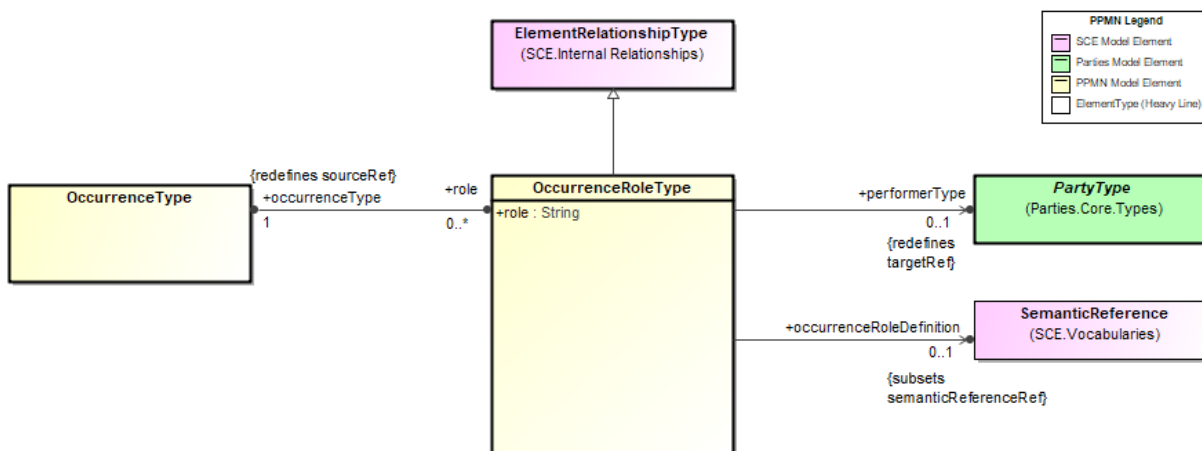 ElementRelationshipType
(SCE.Internal Relationships)
PPMN Legend
SCE Model Element
Parties Model Element
PPMN Model Element
ElementType (Heavy Line)
OccurrenceType
{redefines sourceRef}
+occurrenceType
1
+role
0..*
OccurrenceRoleType
+role : String
+performerType
0..1
{redefines
targetRef}
PartyType
(Parties.Core.Types)
+occurrenceRoleDefinition
0..1
{subsets
semanticReferenceRef}
SemanticReference
(SCE.Vocabularies)